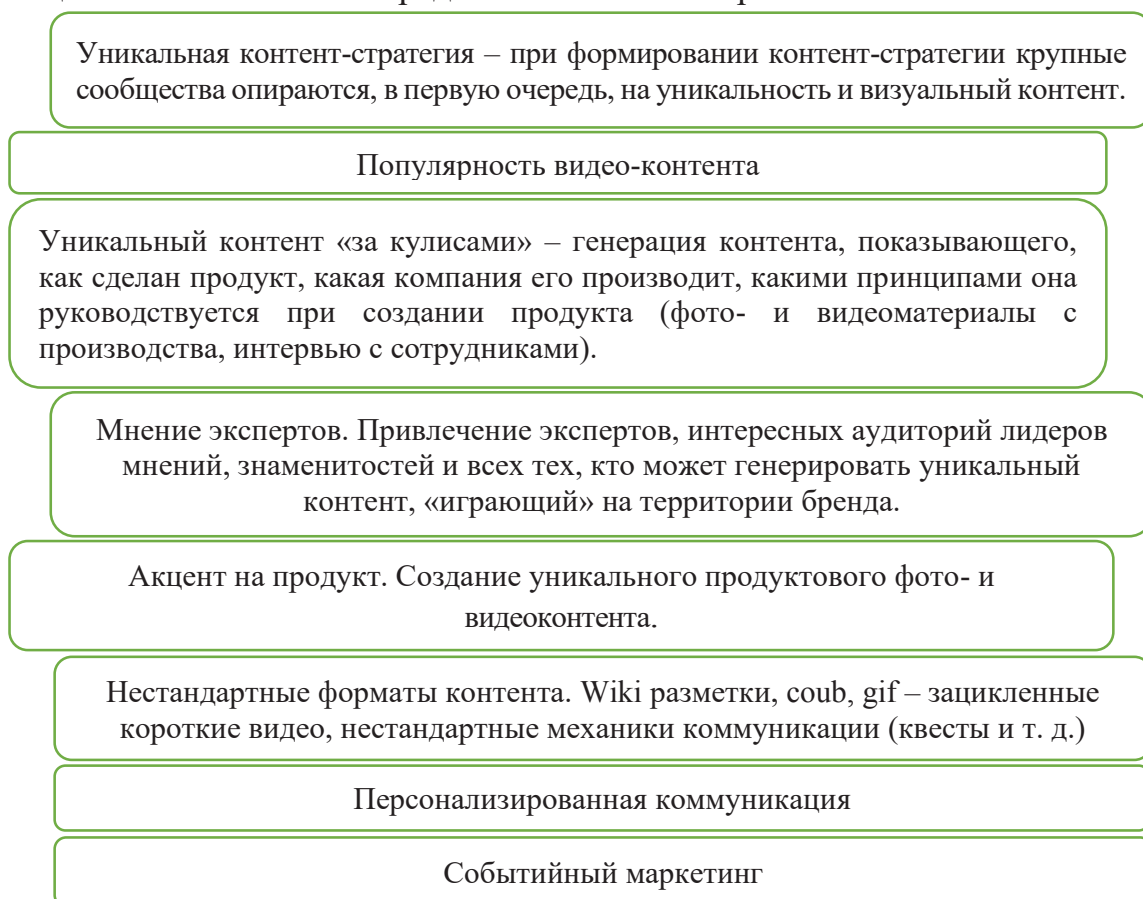 Уникальная контент-стратегия – при формировании контент-стратегии крупные
сообщества опираются, в первую очередь, на уникальность и визуальный контент.
Популярность видео-контента
Уникальный контент «за кулисами» – генерация контента, показывающего,
как сделан продукт, какая компания его производит, какими принципами она
руководствуется при создании продукта (фото- и видеоматериалы с
производства, интервью с сотрудниками).
Мнение экспертов. Привлечение экспертов, интересных аудиторий лидеров
мнений, знаменитостей и всех тех, кто может генерировать уникальный
контент, «играющий» на территории бренда.
Акцент на продукт. Создание уникального продуктового фото- и
видеоконтента.
Нестандартные форматы контента. Wiki разметки, coub, gif – зацикленные
короткие видео, нестандартные механики коммуникации (квесты и т. д.)
Персонализированная коммуникация
Событийный маркетинг